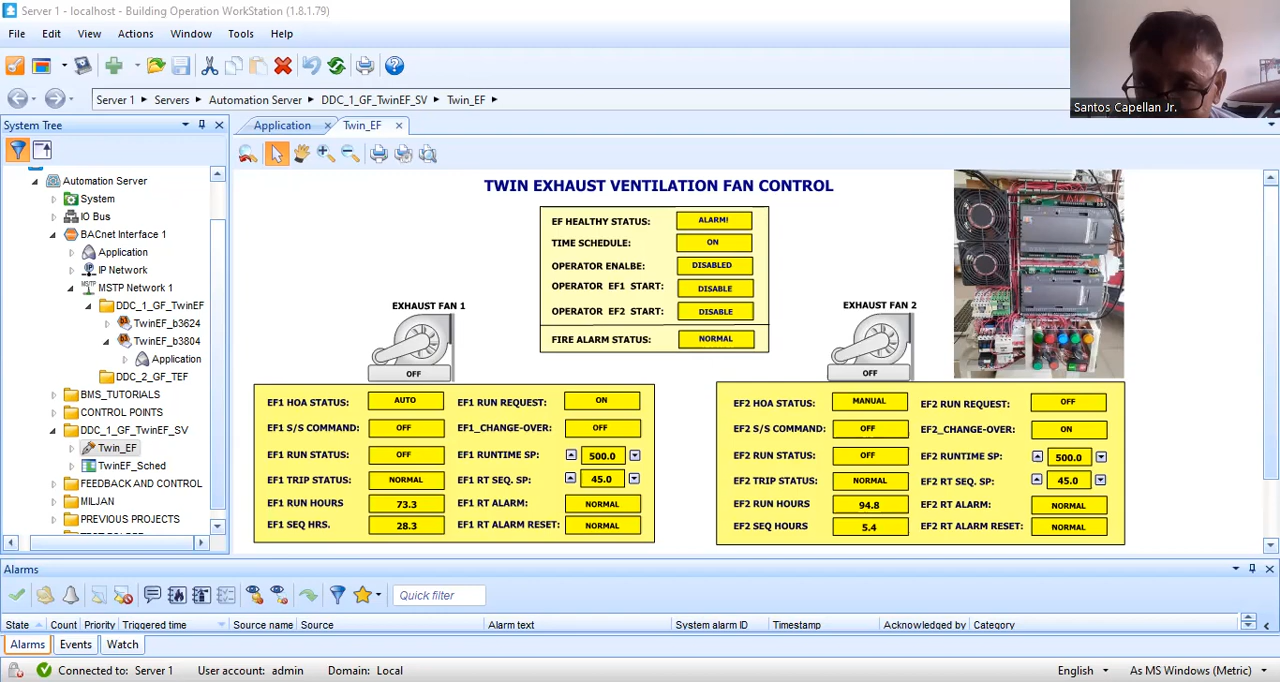 Server 1 - localhost - Building Operation WorkStation (1.8.1.79)
File Edit View Actions Window Help
Santos Capellan Jr.
Server 1 Servers Automation Server DDC_1_GF_TwinEF_SV Twin_EF
System Tree
Application Twin_EF
Automation Server
System
IO Bus
BACnet Interface 1
Application
IP Network
MSTP Network 1
DDC_1_GF_TwinEF
TwinEF_b3624
TwinEF_b3804
Application
DDC_2_GF_TEF
BMS_TUTORIALS
CONTROL POINTS
DDC_1_GF_TwinEF_SV
Twin_EF
TwinEF_Sched
FEEDBACK AND CONTROL
MILJAN
PREVIOUS PROJECTS
TWIN EXHAUST VENTILATION FAN CONTROL
EF HEALTHY STATUS: ALARM!
TIME SCHEDULE: ON
OPERATOR ENALBE: DISABLED
OPERATOR EF1 START: DISABLE
OPERATOR EF2 START: DISABLE
FIRE ALARM STATUS: NORMAL
EXHAUST FAN 1
OFF
EXHAUST FAN 2
OFF
EF1 HOA STATUS: AUTO EF1 RUN REQUEST: ON
EF1 S/S COMMAND: OFF EF1_CHANGE-OVER: OFF
EF1 RUN STATUS: OFF EF1 RUNTIME SP: 500.0
EF1 TRIP STATUS: NORMAL EF1 RT SEQ. SP: 45.0
EF1 RUN HOURS 73.3 EF1 RT ALARM: NORMAL
EF1 SEQ HRS. 28.3 EF1 RT ALARM RESET: NORMAL
EF2 HOA STATUS: MANUAL EF2 RUN REQUEST: OFF
EF2 S/S COMMAND: OFF EF2_CHANGE-OVER: ON
EF2 RUN STATUS: OFF EF2 RUNTIME SP: 500.0
EF2 TRIP STATUS: NORMAL EF2 RT SEQ. SP: 45.0
EF2 RUN HOURS 94.8 EF2 RT ALARM: NORMAL
EF2 SEQ HOURS 5.4 EF2 RT ALARM RESET: NORMAL
Alarms
Quick filter
State Count Priority Triggered time Source name Source Alarm text System alarm ID Timestamp Acknowledged by Category
Alarms Events Watch
Connected to: Server 1 User account: admin Domain: Local English As MS Windows (Metric)